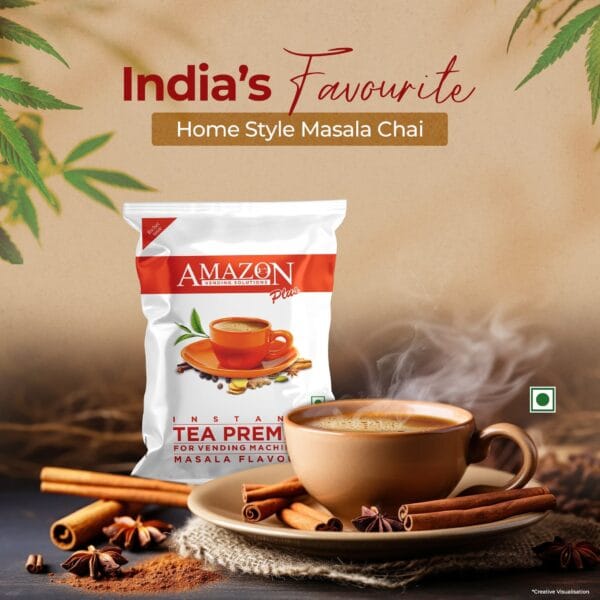 India's Favourite
Home Style Masala Chai
AMAZON
VENDING SOLUTIONS
Plus
INSTAN
TEA PREM
FOR VENDING MACHI
MASALA FLAVO
*Creative Visualisation